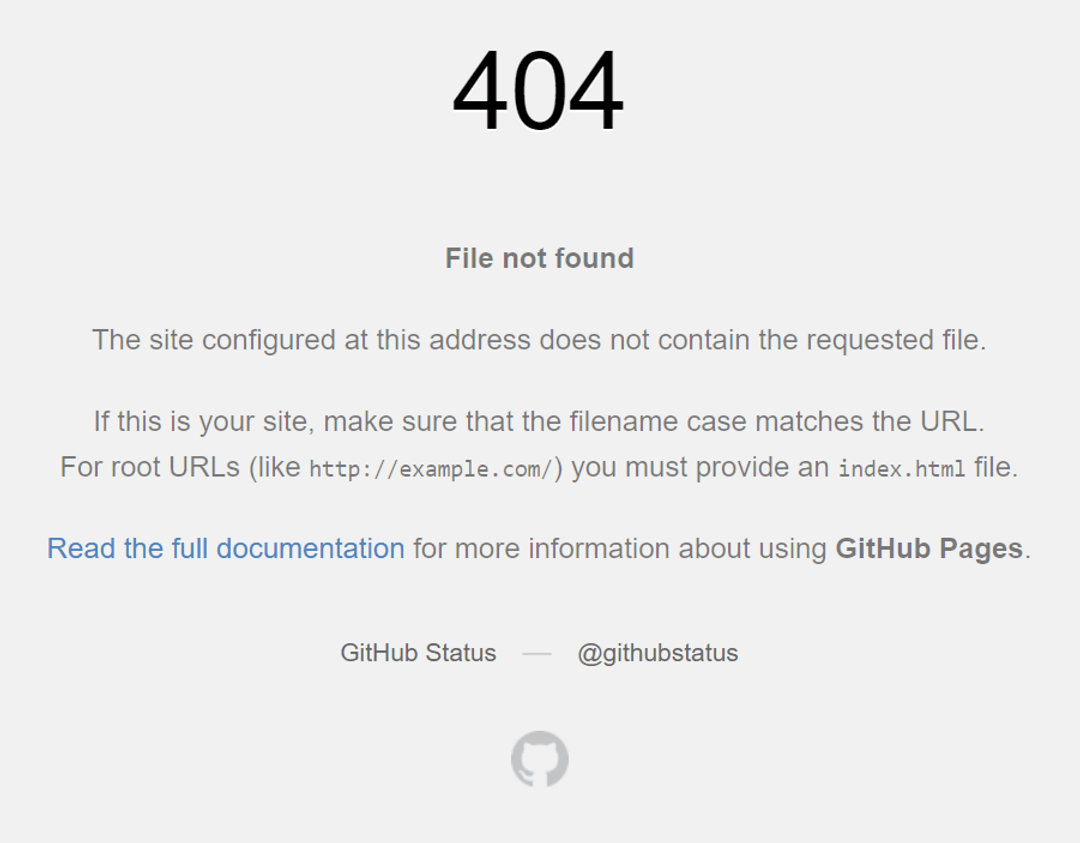 404
File not found
The site configured at this address does not contain the requested file.
If this is your site, make sure that the filename case matches the URL.
For root URLs (like http://example.com/) you must provide an index.html file.
Read the full documentation for more information about using GitHub Pages.
GitHub Status — @githubstatus